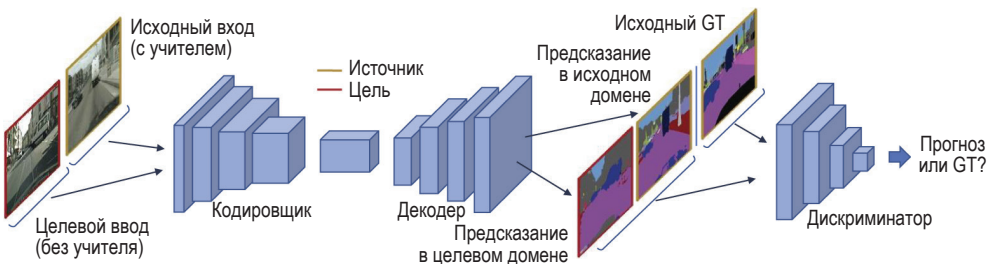 Исходный вход
(с учителем)
Источник
Цель
Исходный GT
Предсказание
в исходном
домене
Кодировщик
Декодер
Целевой ввод
(без учителя)
Предсказание
в целевом домене
Дискриминатор
Прогноз
или GT?